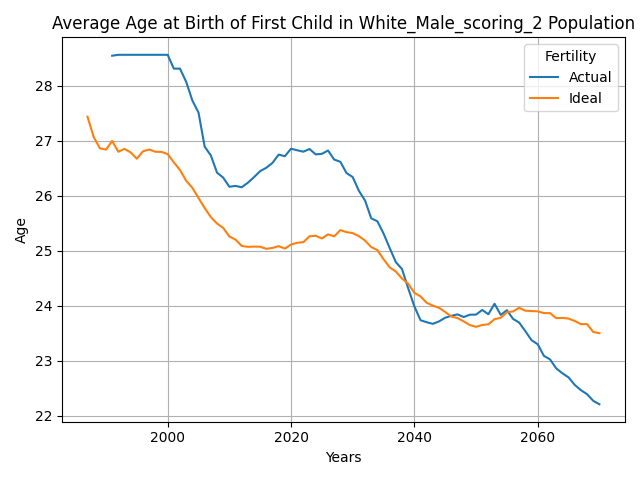 Average Age at Birth of First Child in White_Male_scoring_2 Population
Fertility
Actual
Ideal
Age
28
27
26
25
24
23
22
2000
2020
2040
2060
Years